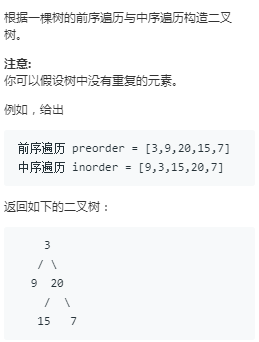 根据一棵树的前序遍历与中序遍历构造二叉
树。
注意:
你可以假设树中没有重复的元素。
例如，给出
前序遍历 preorder = [3,9,20,15,7]
中序遍历 inorder = [9,3,15,20,7]
返回如下的二叉树：
3
/ \
9 20
/ \
15 7